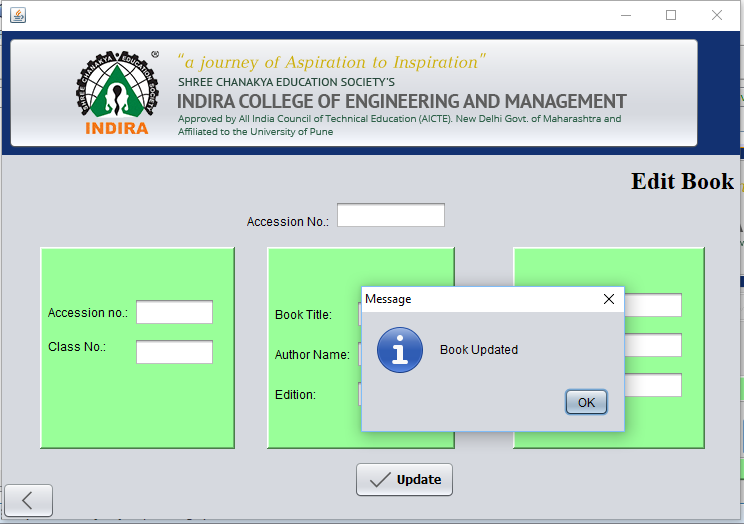 “a journey of Aspiration to Inspiration”
SHREE CHANAKYA EDUCATION SOCIETY
®
INDIRA
SHREE CHANAKYA EDUCATION SOCIETY'S
INDIRA COLLEGE OF ENGINEERING AND MANAGEMENT
Approved by All India Council of Technical Education (AICTE). New Delhi Govt. of Maharashtra and
Affiliated to the University of Pune
Edit Book
Accession No.:
Accession no.:
Class No.:
Book Title:
Author Name:
Edition:
Message
Book Updated
OK
Update